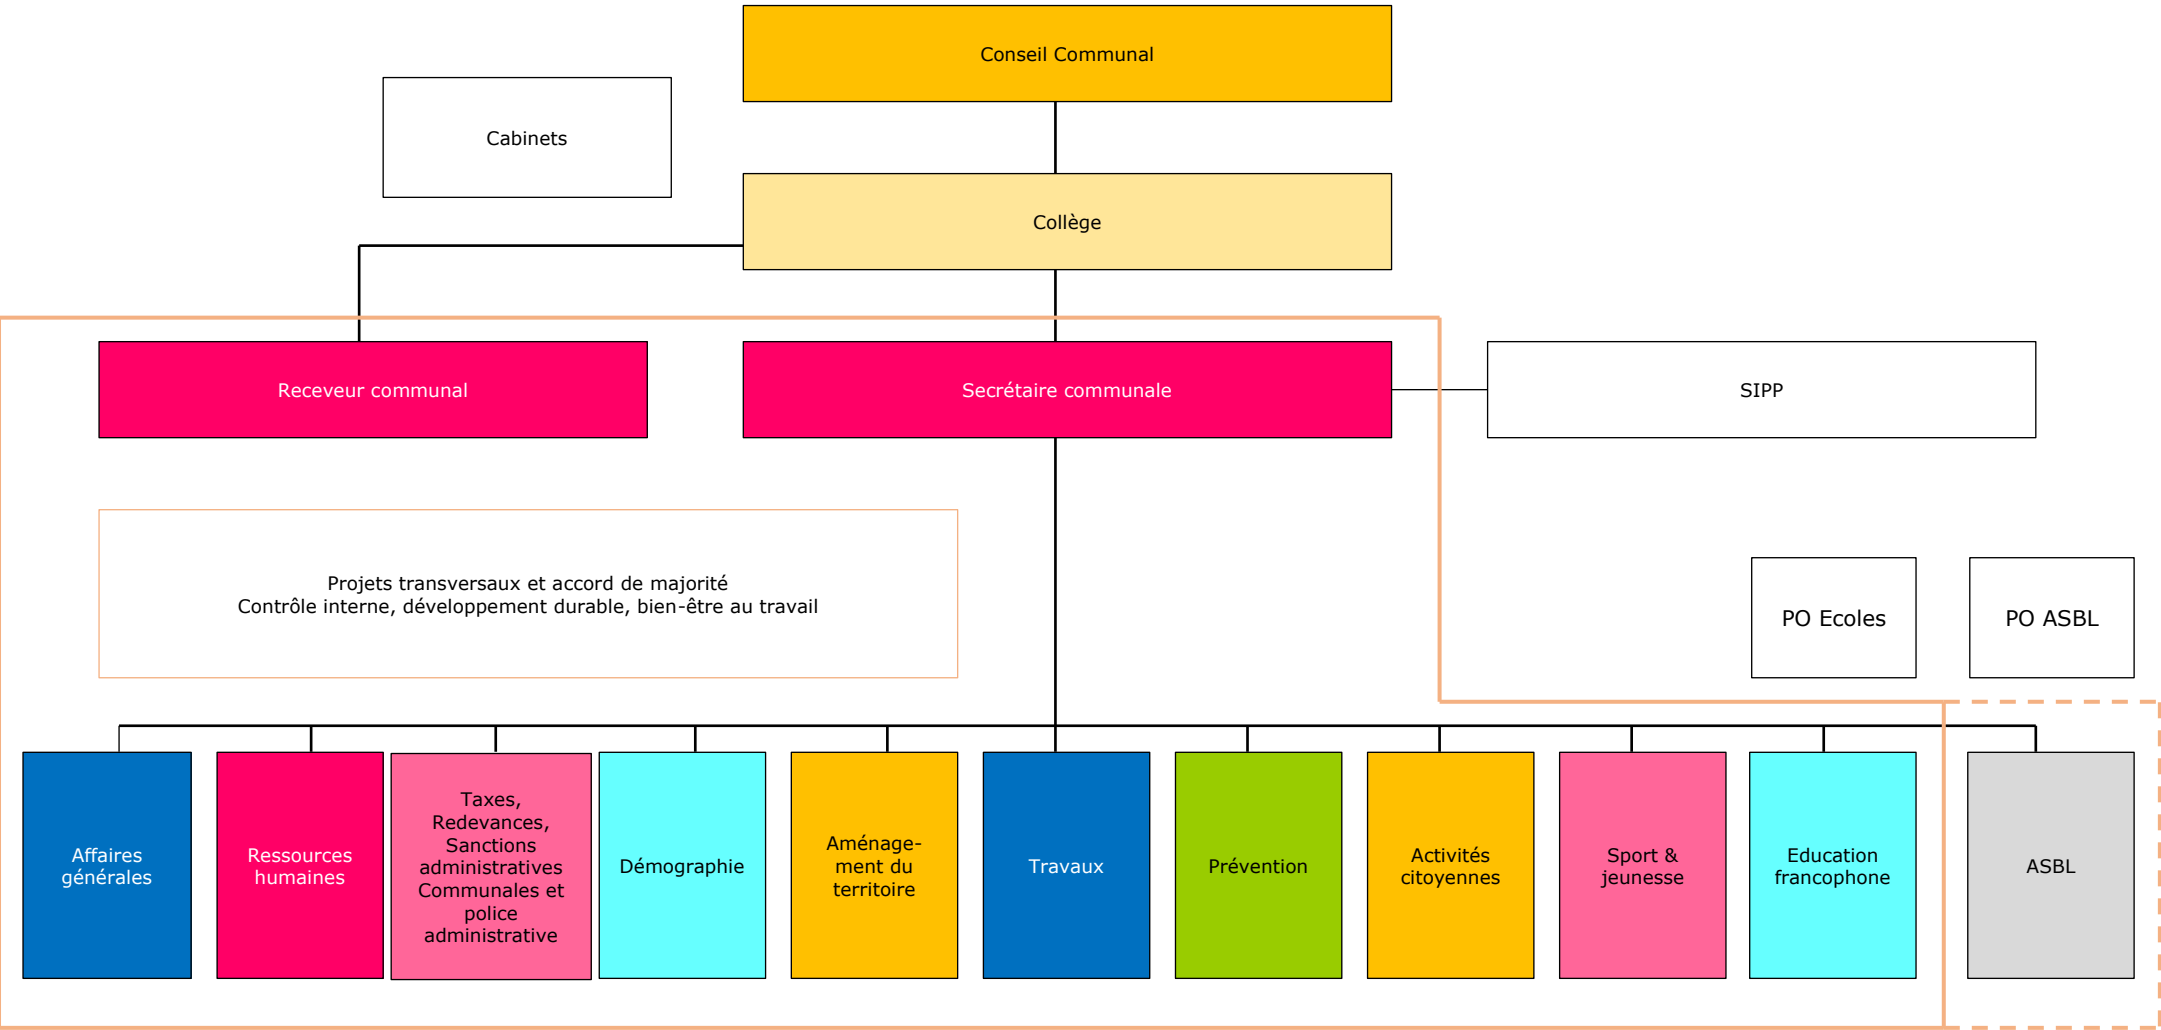 Conseil Communal
Cabinets
Collège
Receveur communal
Secrétaire communale
SIPP
Projets transversaux et accord de majorité
Contrôle interne, développement durable, bien-être au travail
PO Ecoles
PO ASBL
Affaires
générales
Ressources
humaines
Taxes,
Redevances,
Sanctions
administratives
Communales et
police
administrative
Démographie
Aménage-
ment du
territoire
Travaux
Prévention
Activités
citoyennes
Sport &
jeunesse
Education
francophone
ASBL